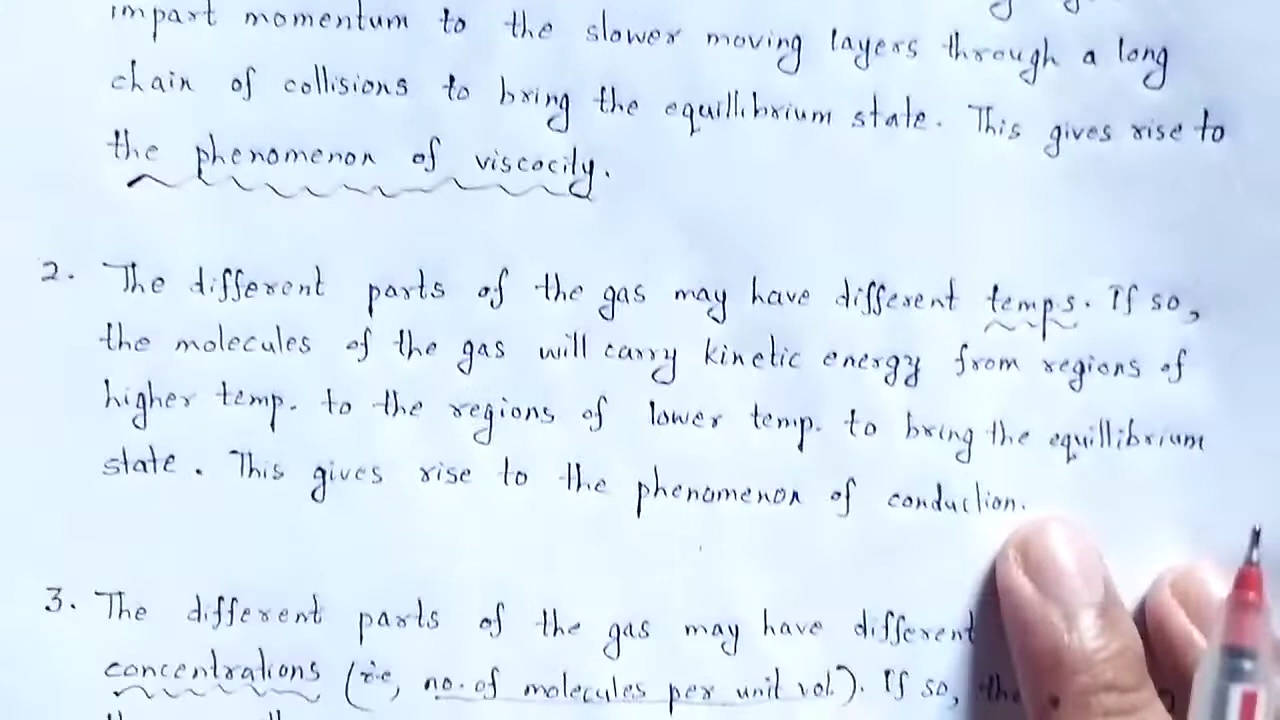 impart momentum to the slower moving layers through a long
chain of collisions to bring the equillibrium state. This gives rise to
the phenomenon of viscocity.
2. The different parts of the gas may have different temps. If so,
the molecules of the gas will carry kinetic energy from regions of
higher temp. to the regions of lower temp. to bring the equillibrium
state. This gives rise to the phenomenon of conduction.
3. The different parts of the gas may have different
concentrations (i.e, no. of molecules per unit vol.). If so, the